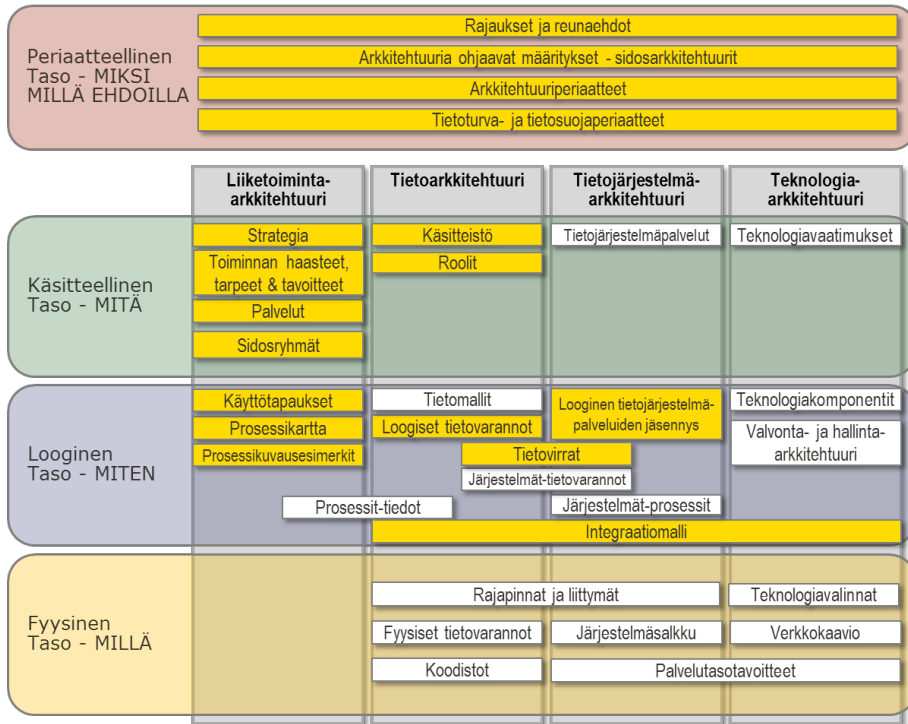 Periaatteellinen
Taso - MIKSI
MILLÄ EHDOILLA
Rajaukset ja reunaehdot
Arkkitehtuuria ohjaavat määritykset - sidosarkkitehtuurit
Arkkitehtuuriperiaatteet
Tietoturva- ja tietosuojaperiaatteet
Liiketoiminta-
arkkitehtuuri
Tietoarkkitehtuuri
Tietojärjestelmä-
arkkitehtuuri
Teknologia-
arkkitehtuuri
Käsitteellinen
Taso - MITÄ
Strategia
Käsitteistö
Tietojärjestelmäpalvelut
Teknologiavaatimukset
Toiminnan haasteet,
tarpeet & tavoitteet
Roolit
Palvelut
Sidosryhmät
Looginen
Taso - MITEN
Käyttötapaukset
Tietomallit
Looginen tietojärjestelmä-
palveluiden jäsennys
Teknologiakomponentit
Prosessikartta
Loogiset tietovarannot
Valvonta- ja hallinta-
arkkitehtuuri
Prosessikuvausesimerkit
Tietovirrat
Järjestelmät-tietovarannot
Prosessit-tiedot
Järjestelmät-prosessit
Integraatiomalli
Fyysinen
Taso - MILLÄ
Rajapinnat ja liittymät
Teknologiavalinnat
Fyysiset tietovarannot
Järjestelmäsalkku
Verkkokaavio
Koodistot
Palvelutasotavoitteet